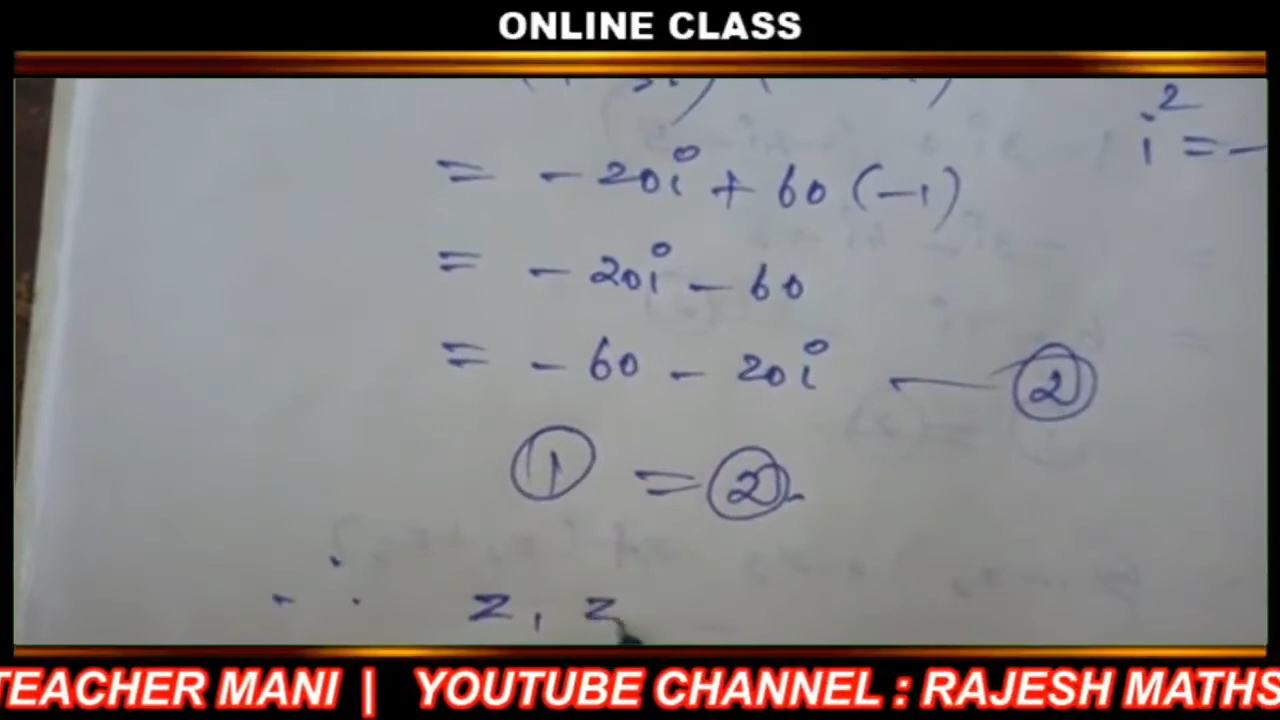 ONLINE CLASS
i² = -
= - 20i + 60 (-1)
= - 20i - 60
= - 60 - 20i — ②
① = ②.
∴ z₁ z
TEACHER MANI | YOUTUBE CHANNEL : RAJESH MATHS